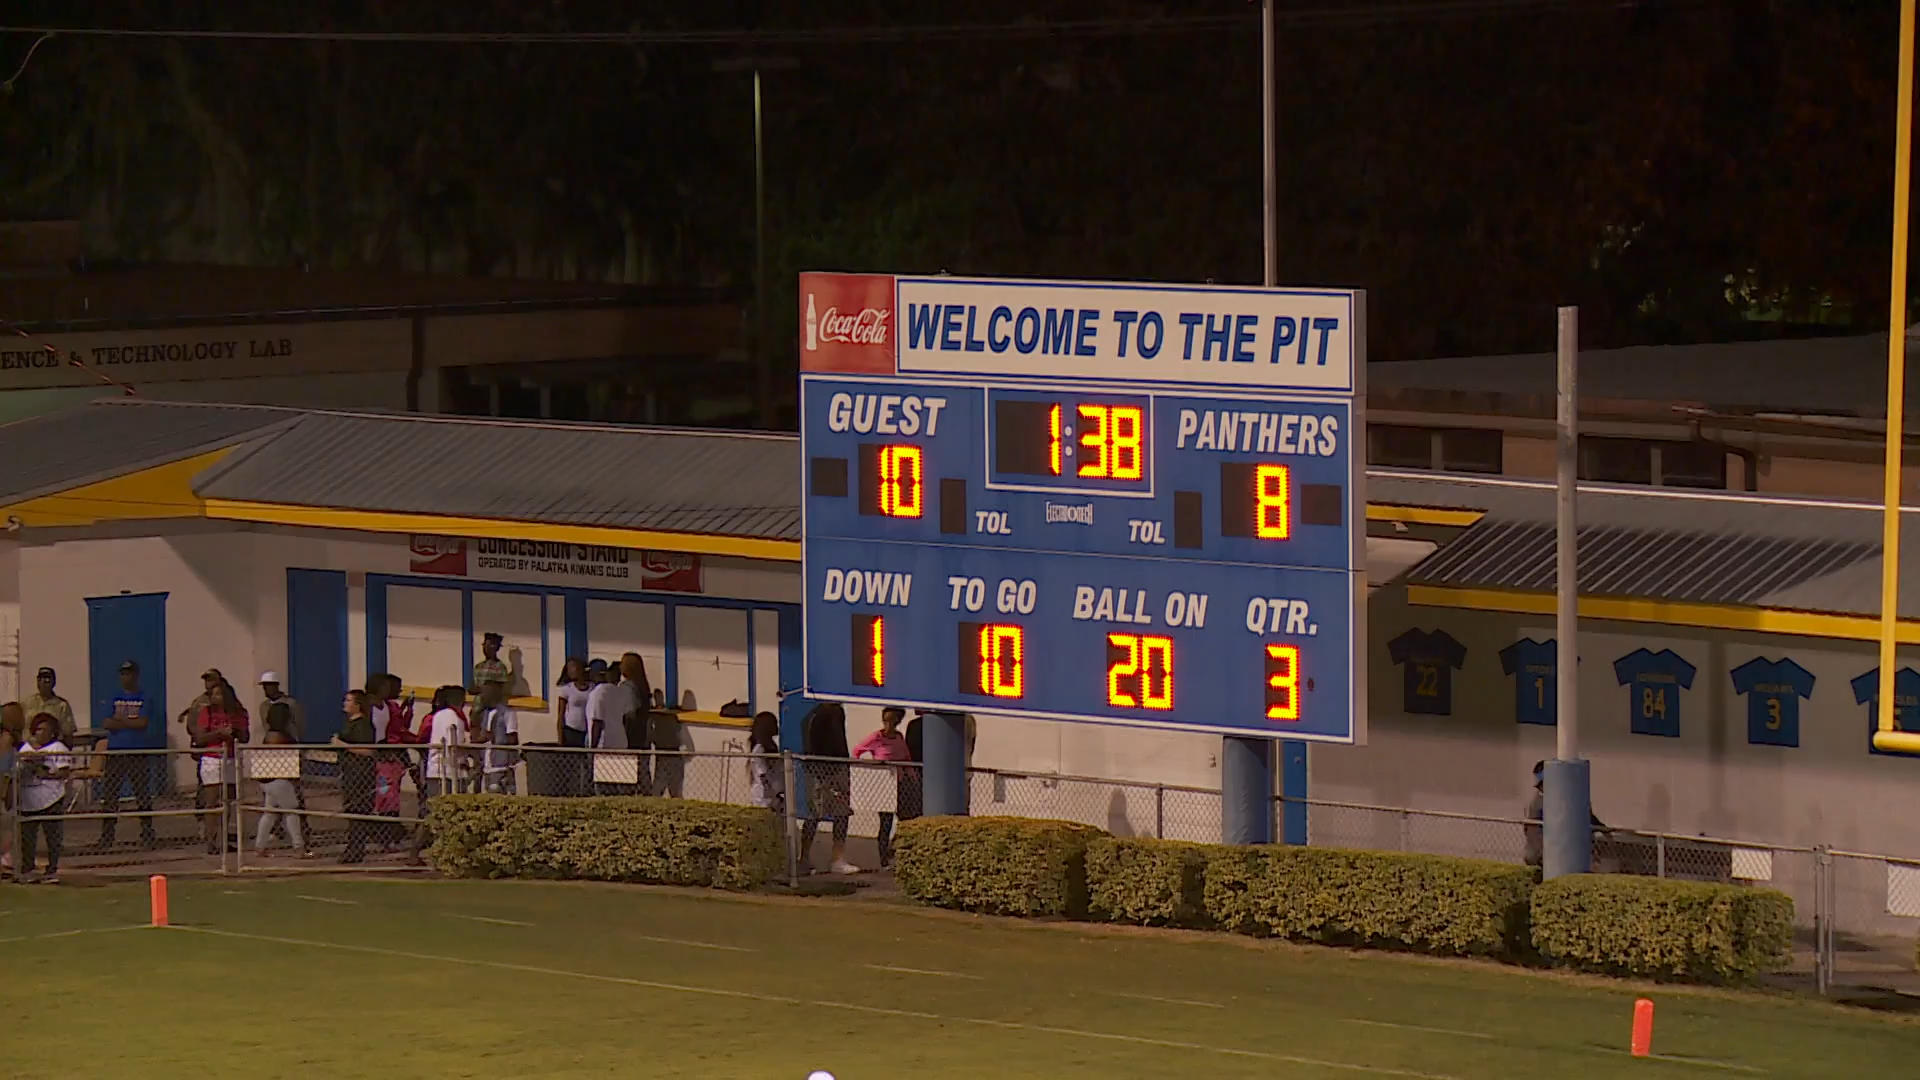 Coca-Cola
WELCOME TO THE PIT
GUEST
1:38
PANTHERS
10
8
TOL
ELECTRO-MECH
TOL
DOWN
TO GO
BALL ON
QTR.
1
10
20
3
ENCE & TECHNOLOGY LAB
CONCESSION STAND
OPERATED BY PALATKA KIWANIS CLUB
22
1
84
3